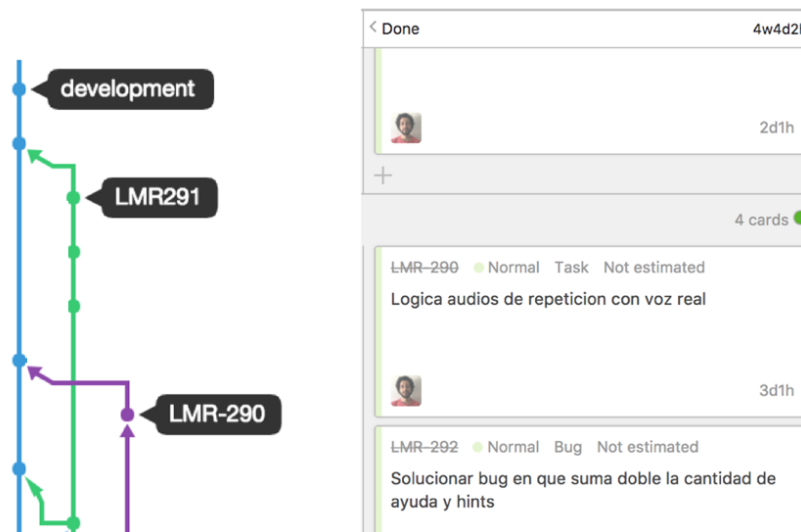 development
LMR291
LMR-290
Done
2d1h
4 cards
LMR-290 Normal Task Not estimated
Logica audios de repeticion con voz real
3d1h
LMR-292 Normal Bug Not estimated
Solucionar bug en que suma doble la cantidad de
ayuda y hints